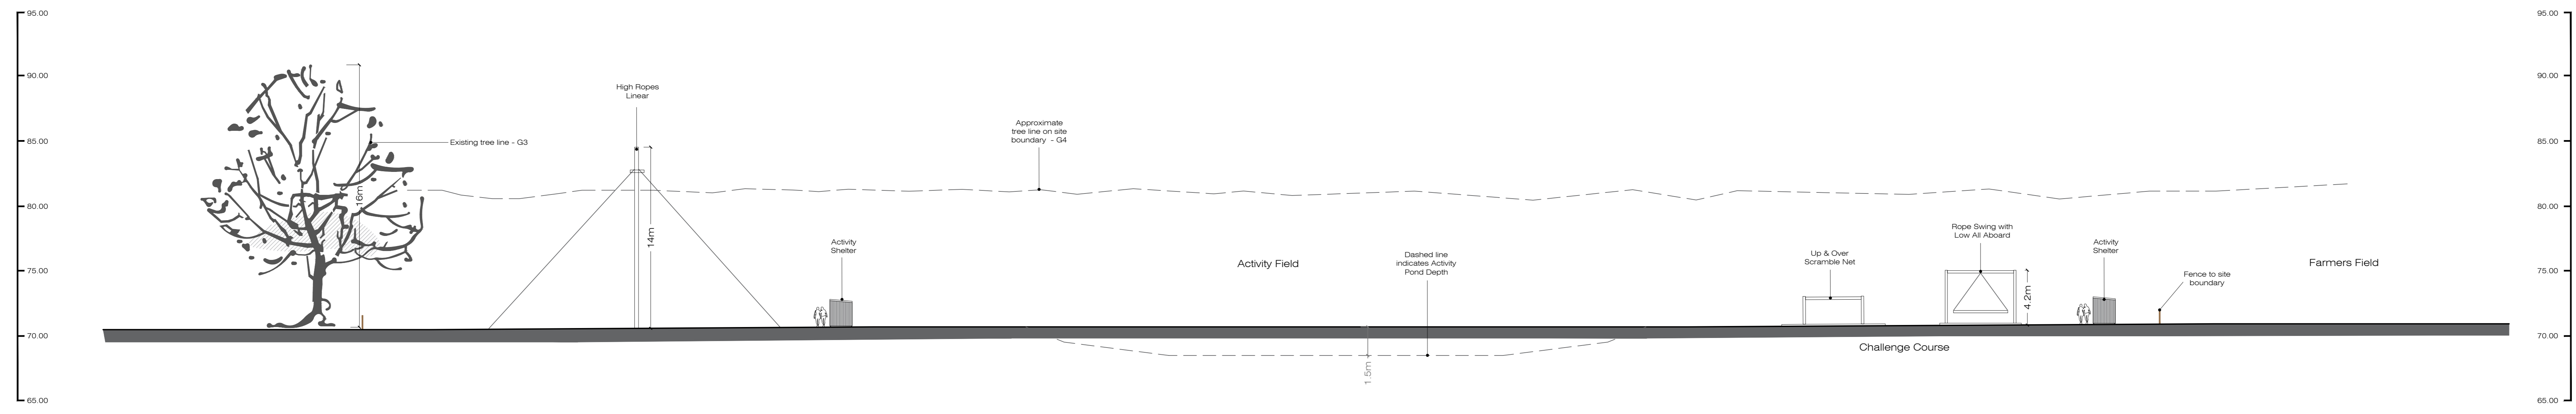 95.00
90.00
85.00
80.00
75.00
70.00
65.00
16m
Existing tree line - G3
High Ropes
Linear
14m
Activity
Shelter
Approximate
tree line on site
boundary - G4
Activity Field
Dashed line
indicates Activity
Pond Depth
1.5m
Up & Over
Scramble Net
Rope Swing with
Low All Aboard
4.2m
Challenge Course
Activity
Shelter
Fence to site
boundary
Farmers Field
95.00
90.00
85.00
80.00
75.00
70.00
65.00